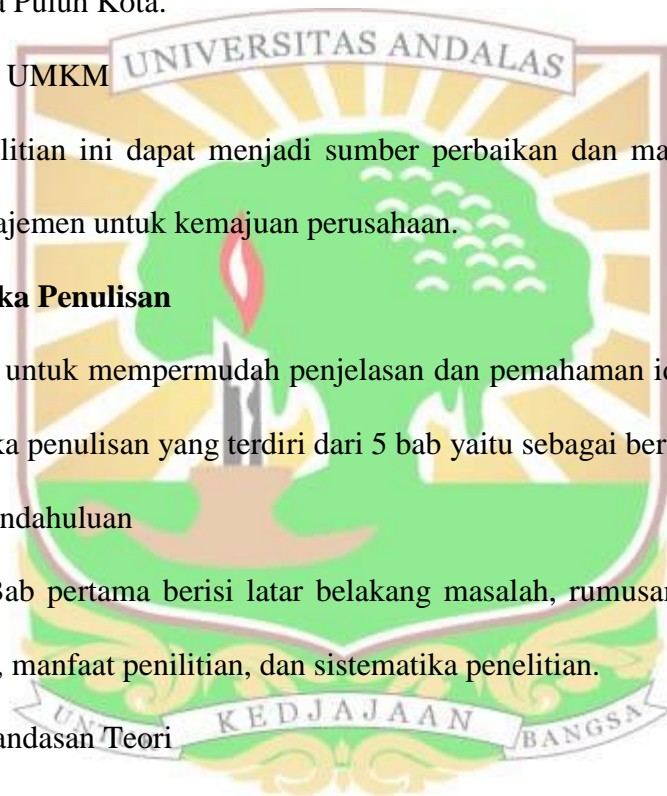 Puluh Kota.
UNIVERSITAS ANDALAS
UMKM
litian ini dapat menjadi sumber perbaikan dan ma
ajemen untuk kemajuan perusahaan.
ka Penulisan
untuk mempermudah penjelasan dan pemahaman
ka penulisan yang terdiri dari 5 bab yaitu sebagai ber
ndahuluan
Bab pertama berisi latar belakang masalah, rumusan
, manfaat penilitian, dan sistematika penelitian.
UNTUK KEDJAJAAN BANGSA
andasan Teori